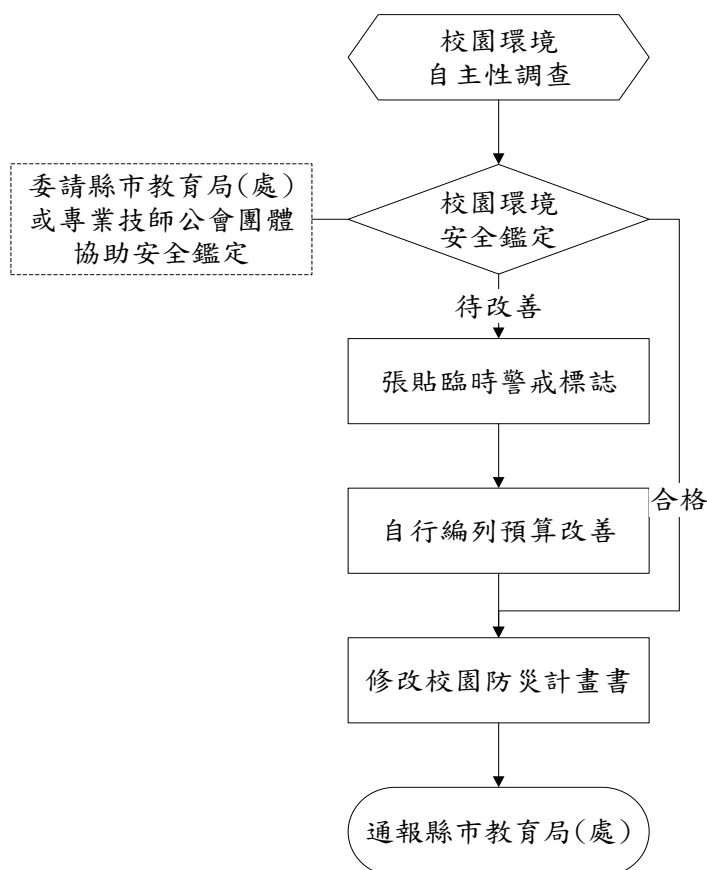 校園環境
自主性調查
委請縣市教育局(處)
或專業技師公會團體
協助安全鑑定
校園環境
安全鑑定
待改善
張貼臨時警戒標誌
自行編列預算改善
合格
修改校園防災計畫書
通報縣市教育局(處)